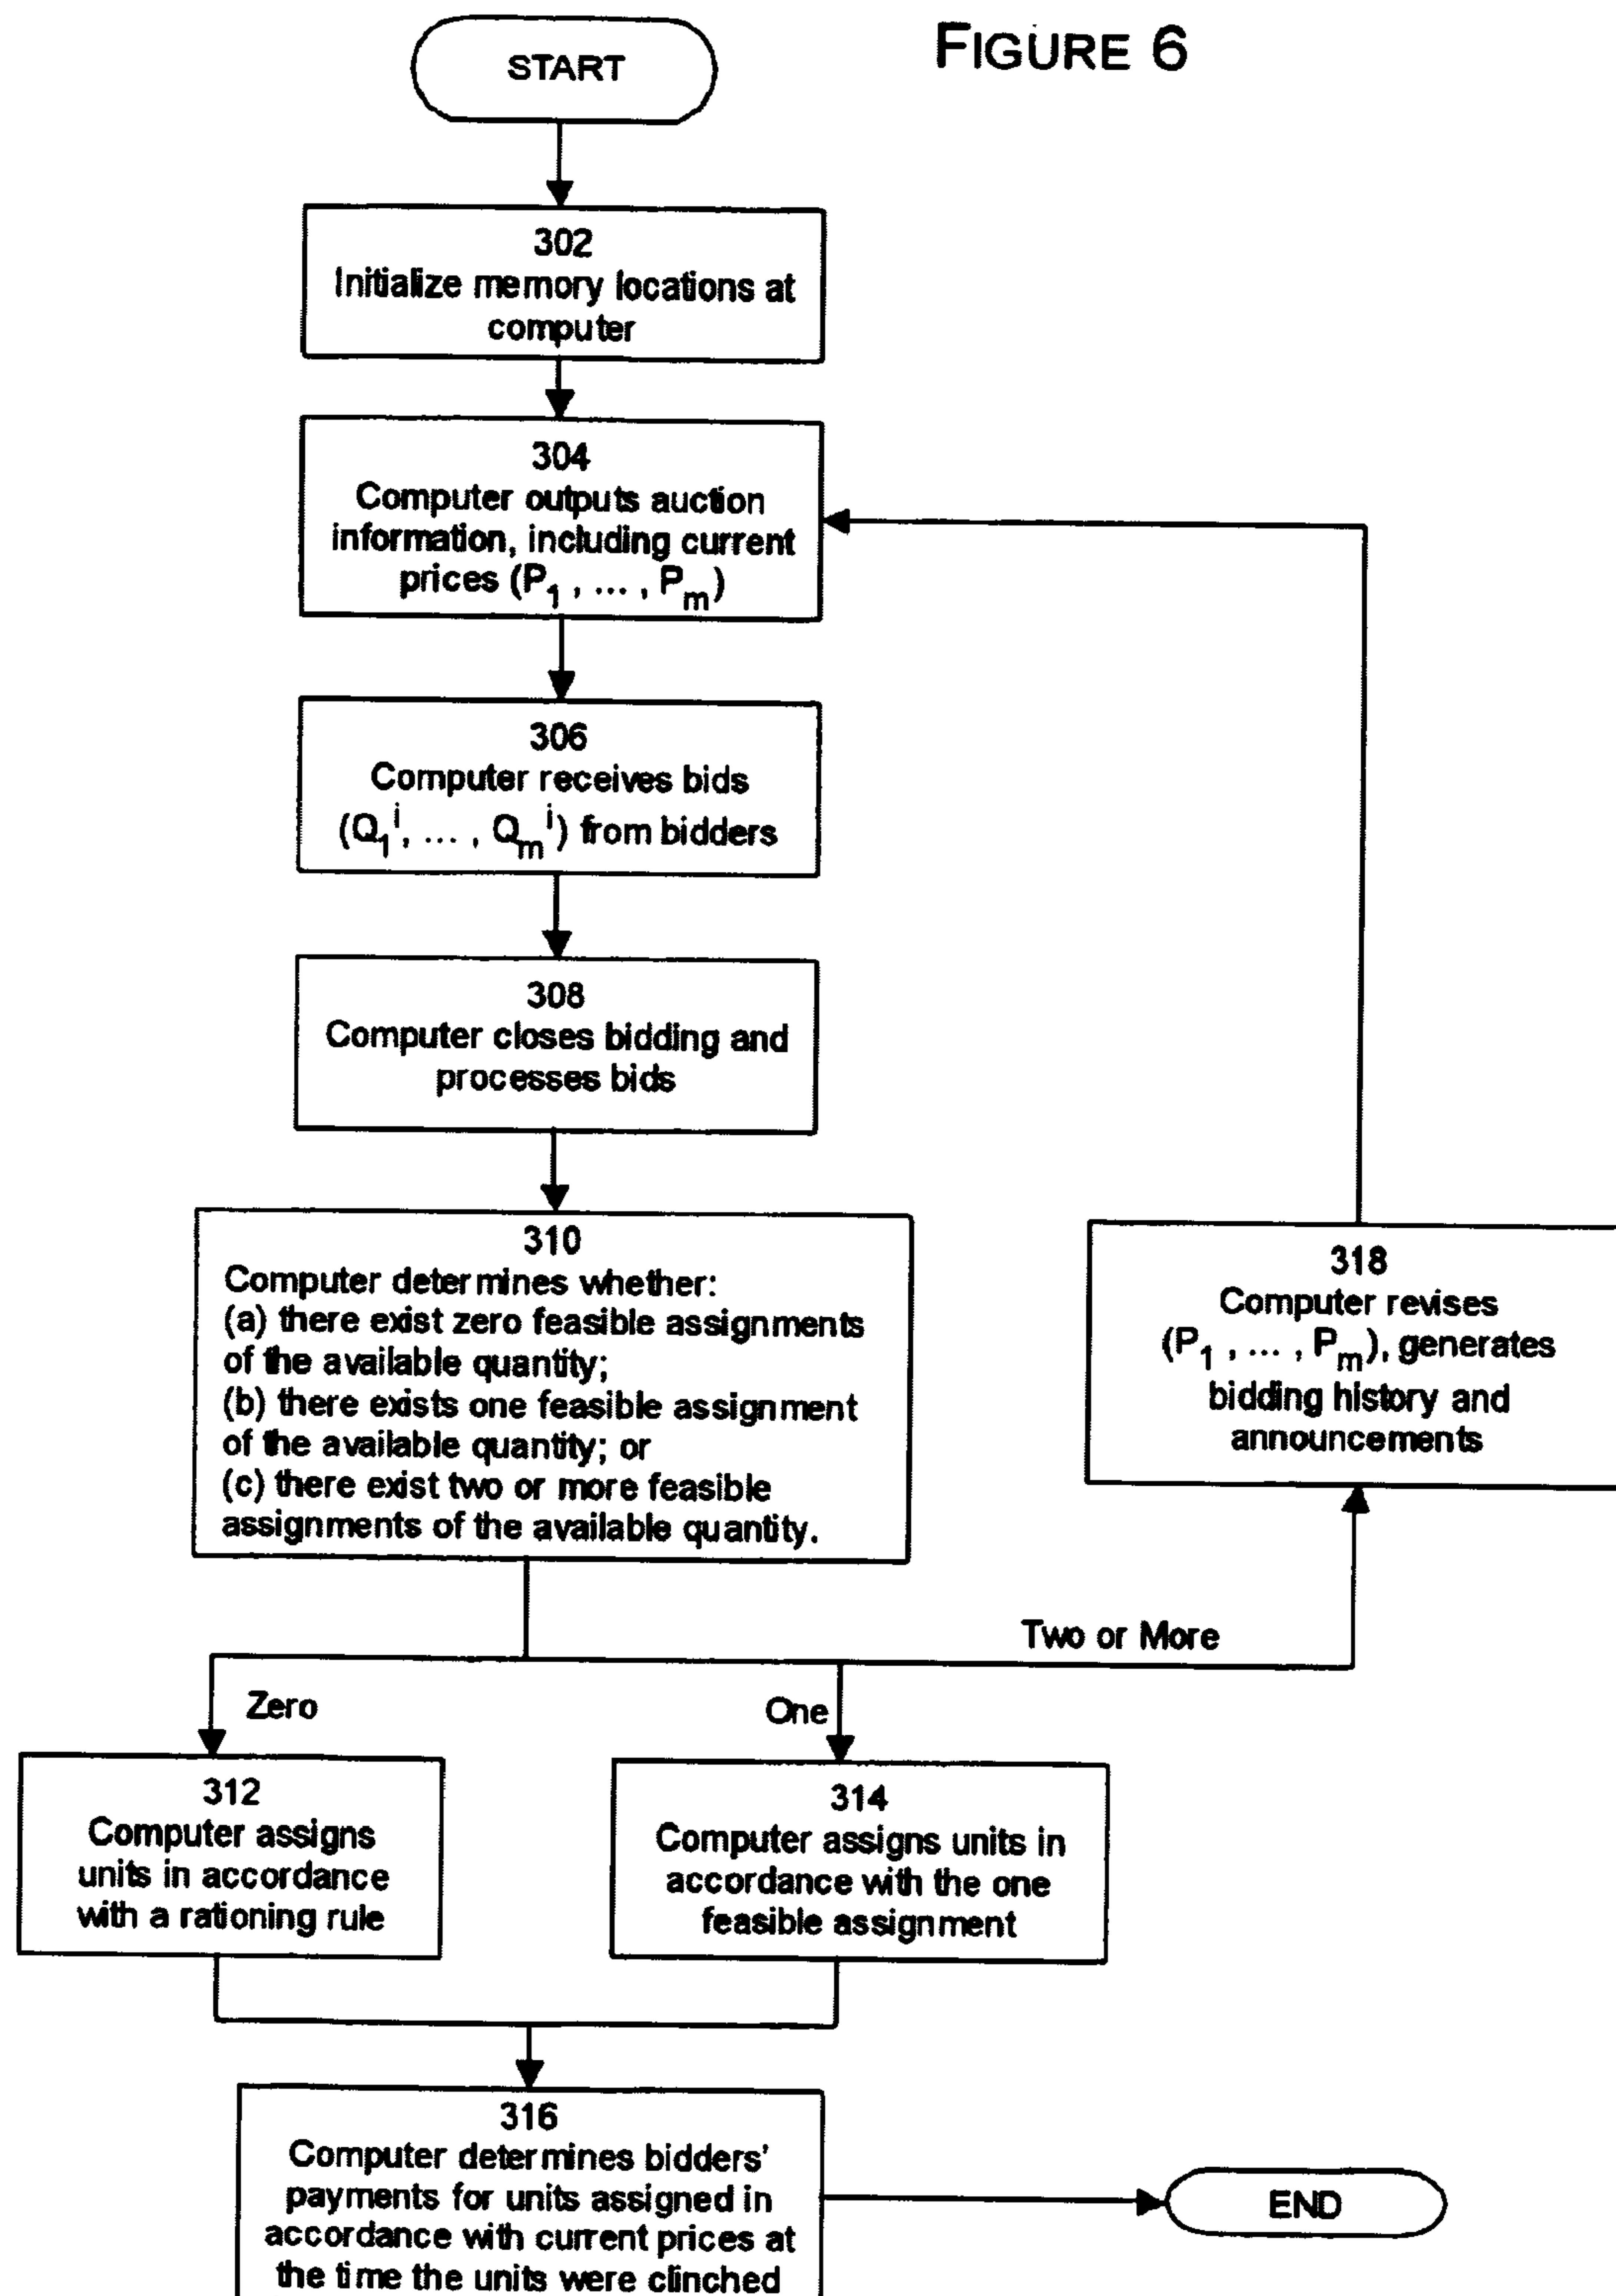 FIGURE 6
START
302
Initialize memory locations at
computer
304
Computer outputs auction
information, including current
prices (P₁ , ... , Pₘ)
306
Computer receives bids
(Q₁ⁱ, ... , Qₘⁱ) from bidders
308
Computer closes bidding and
processes bids
310
Computer determines whether:
(a) there exist zero feasible assignments
of the available quantity;
(b) there exists one feasible assignment
of the available quantity; or
(c) there exist two or more feasible
assignments of the available quantity.
318
Computer revises
(P₁ , ... , Pₘ), generates
bidding history and
announcements
Two or More
Zero
One
312
Computer assigns
units in accordance
with a rationing rule
314
Computer assigns units in
accordance with the one
feasible assignment
316
Computer determines bidders'
payments for units assigned in
accordance with current prices at
the time the units were clinched
END